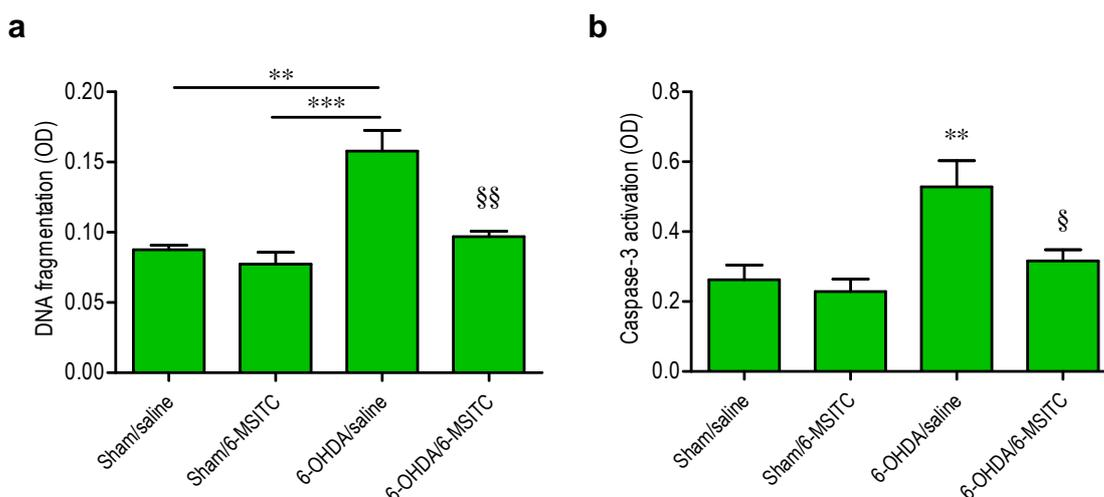 a
DNA fragmentation (OD)
0.20
0.15
0.10
0.05
0.00
**
***
§§
Sham/saline
Sham/6-MSITC
6-OHDA/saline
6-OHDA/6-MSITC
b
Caspase-3 activation (OD)
0.8
0.6
0.4
0.2
0.0
**
§
Sham/saline
Sham/6-MSITC
6-OHDA/saline
6-OHDA/6-MSITC